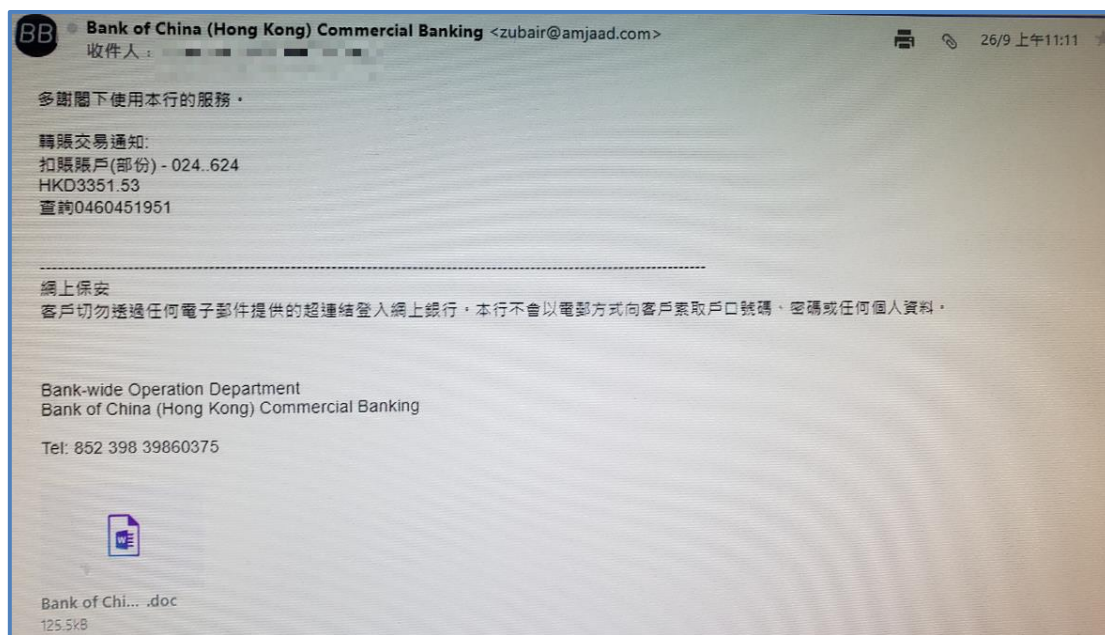 BB
Bank of China (Hong Kong) Commercial Banking <zubair@amjaad.com>
26/9 上午11:11
收件人:
多謝閣下使用本行的服務。
轉賬交易通知:
扣賬賬戶(部份) - 024..624
HKD3351.53
查詢0460451951
網上保安
客戶切勿透過任何電子郵件提供的超連結登入網上銀行。本行不會以電郵方式向客戶索取戶口號碼、密碼或任何個人資料。
Bank-wide Operation Department
Bank of China (Hong Kong) Commercial Banking
Tel: 852 398 39860375
W
Bank of Chi... .doc
125.5kB